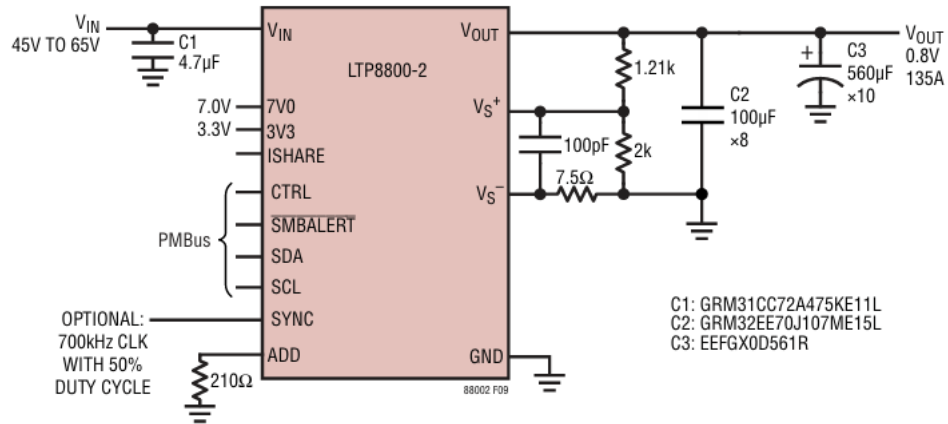 VIN
45V TO 65V
C1
4.7µF
VIN
LTP8800-2
7.0V
7V0
3.3V
3V3
ISHARE
PMBus
CTRL
SMBALERT
SDA
SCL
OPTIONAL:
700kHz CLK
WITH 50%
DUTY CYCLE
SYNC
ADD
210Ω
VOUT
VS+
VS–
GND
88002 F09
1.21k
100pF
2k
7.5Ω
C2
100µF
×8
+
C3
560µF
×10
VOUT
0.8V
135A
C1: GRM31CC72A475KE11L
C2: GRM32EE70J107ME15L
C3: EEFGX0D561R